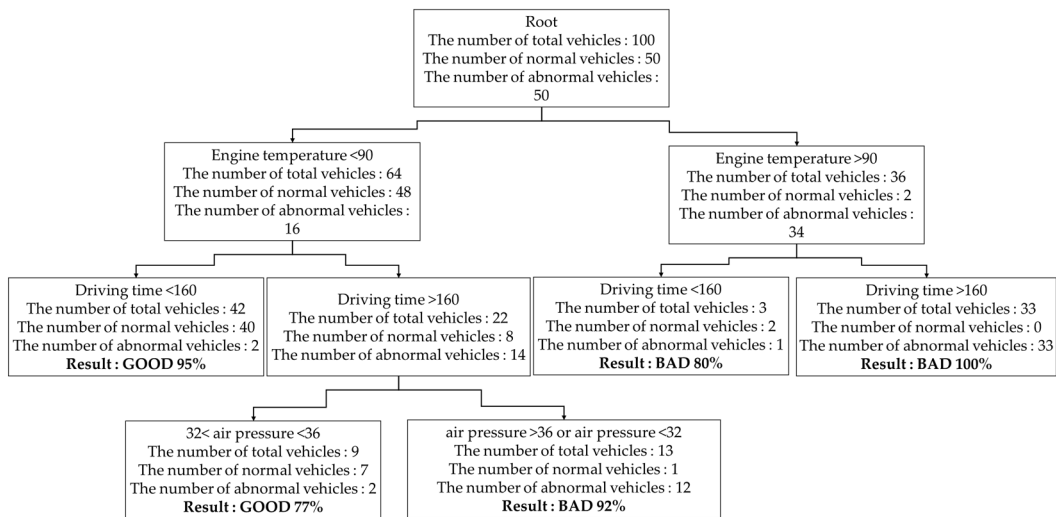 Root
The number of total vehicles : 100
The number of normal vehicles : 50
The number of abnormal vehicles :
50
Engine temperature <90
The number of total vehicles : 64
The number of normal vehicles : 48
The number of abnormal vehicles :
16
Engine temperature >90
The number of total vehicles : 36
The number of normal vehicles : 2
The number of abnormal vehicles :
34
Driving time <160
The number of total vehicles : 42
The number of normal vehicles : 40
The number of abnormal vehicles : 2
Result : GOOD 95%
Driving time >160
The number of total vehicles : 22
The number of normal vehicles : 8
The number of abnormal vehicles : 14
Driving time <160
The number of total vehicles : 3
The number of normal vehicles : 2
The number of abnormal vehicles : 1
Result : BAD 80%
Driving time >160
The number of total vehicles : 33
The number of normal vehicles : 0
The number of abnormal vehicles : 33
Result : BAD 100%
32< air pressure <36
The number of total vehicles : 9
The number of normal vehicles : 7
The number of abnormal vehicles : 2
Result : GOOD 77%
air pressure >36 or air pressure <32
The number of total vehicles : 13
The number of normal vehicles : 1
The number of abnormal vehicles : 12
Result : BAD 92%